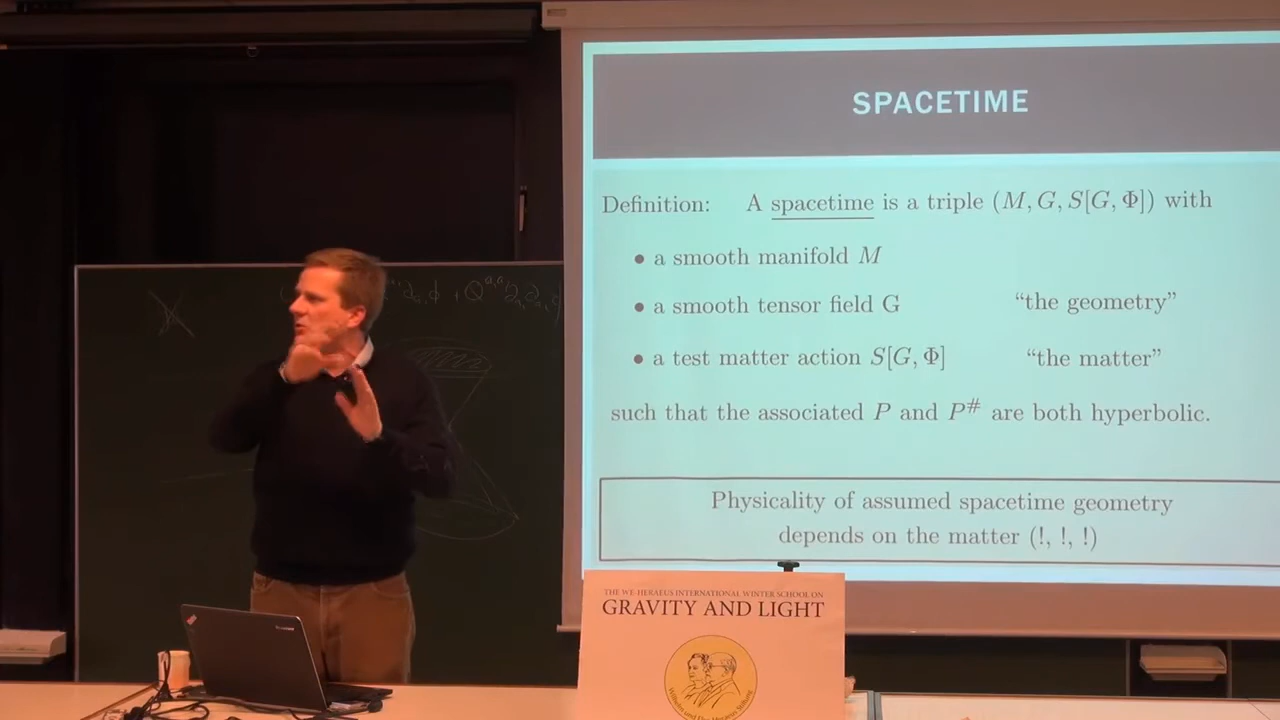 SPACETIME
Definition: A spacetime is a triple (M, G, S[G, Φ]) with
• a smooth manifold M
• a smooth tensor field G “the geometry”
• a test matter action S[G, Φ] “the matter”
such that the associated P and P# are both hyperbolic.
Physicality of assumed spacetime geometry
depends on the matter (!, !, !)
THE WE-HERAEUS INTERNATIONAL WINTER SCHOOL ON
GRAVITY AND LIGHT